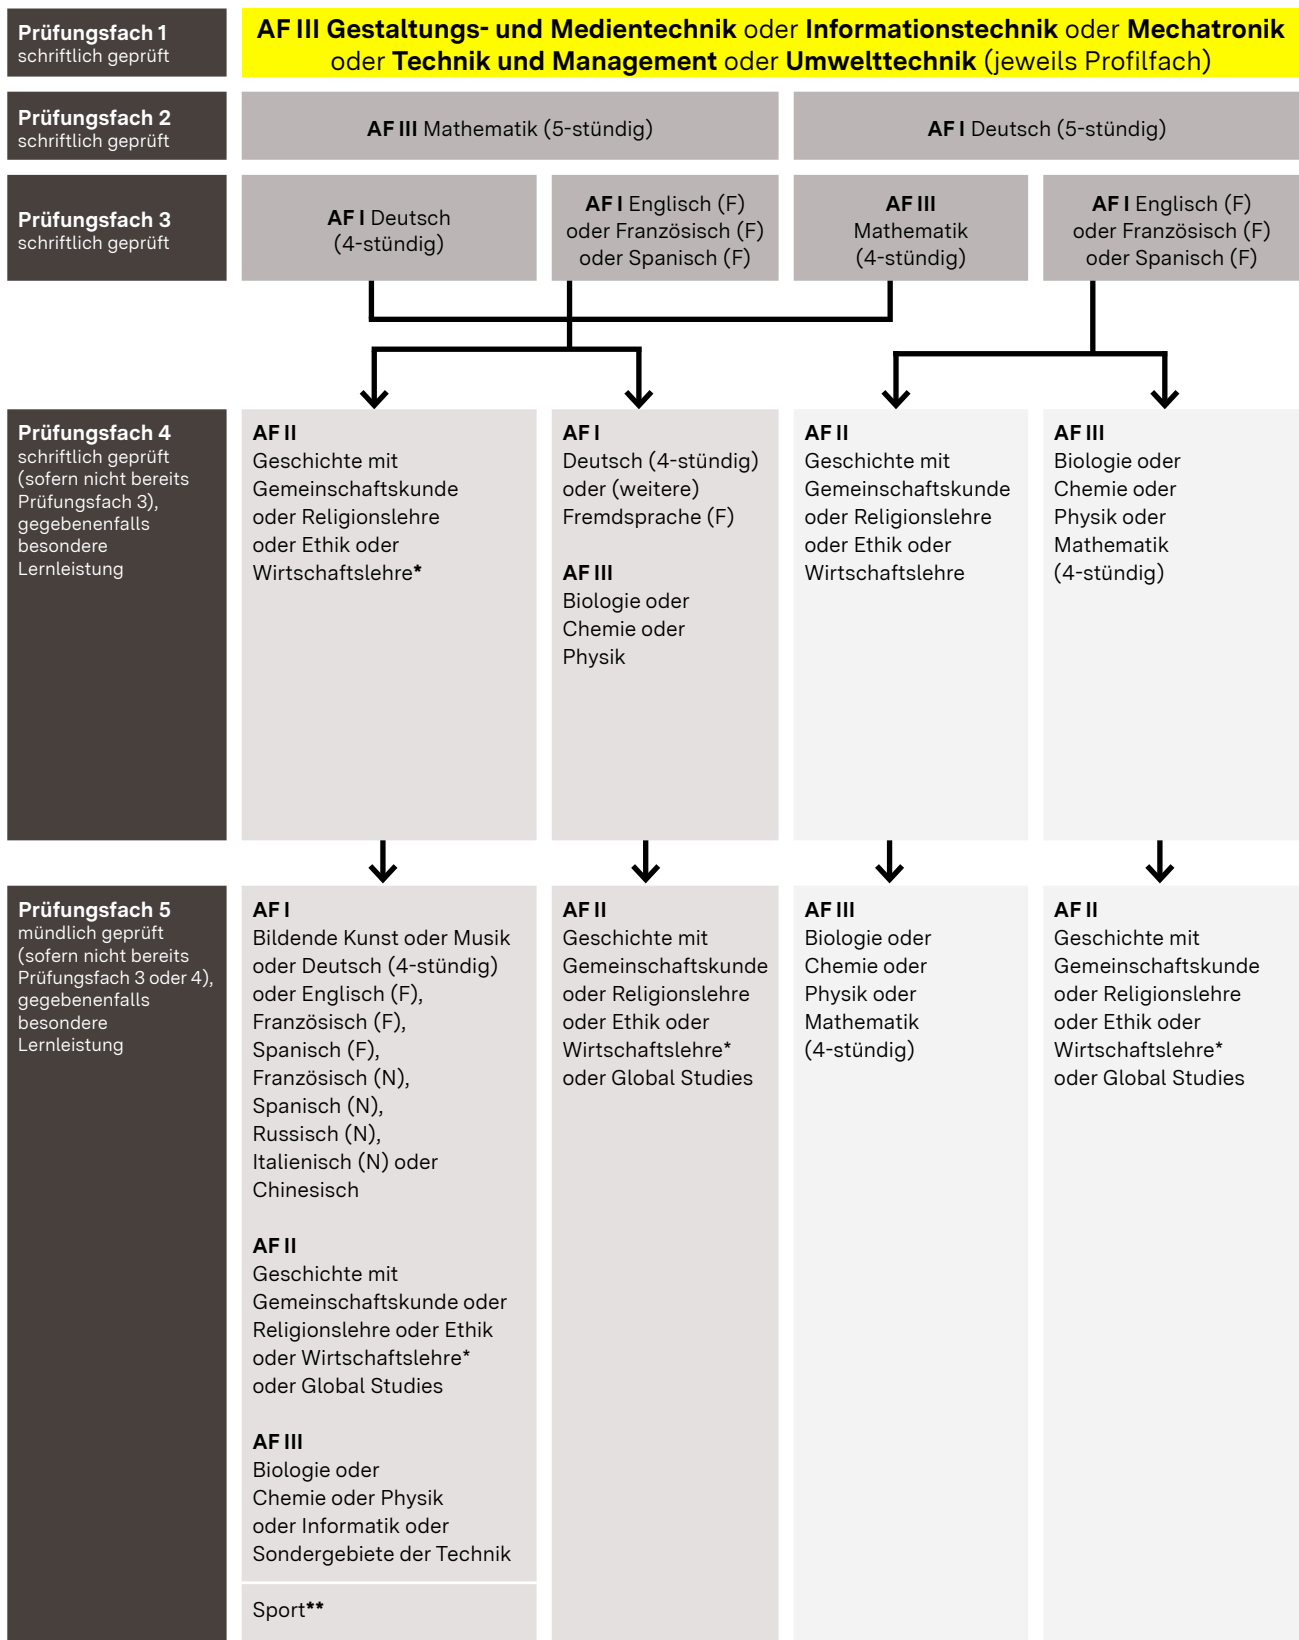 Prüfungsfach 1
schriftlich geprüft
AF III Gestaltungs- und Medientechnik oder Informationstechnik oder Mechatronik
oder Technik und Management oder Umwelttechnik (jeweils Profilfach)
Prüfungsfach 2
schriftlich geprüft
AF III Mathematik (5-stündig)
AF I Deutsch (5-stündig)
Prüfungsfach 3
schriftlich geprüft
AF I Deutsch
(4-stündig)
AF I Englisch (F)
oder Französisch (F)
oder Spanisch (F)
AF III
Mathematik
(4-stündig)
AF I Englisch (F)
oder Französisch (F)
oder Spanisch (F)
Prüfungsfach 4
schriftlich geprüft
(sofern nicht bereits
Prüfungsfach 3),
gegebenenfalls
besondere
Lernleistung
AF II
Geschichte mit
Gemeinschaftskunde
oder Religionslehre
oder Ethik oder
Wirtschaftslehre*
AF I
Deutsch (4-stündig)
oder (weitere)
Fremdsprache (F)
AF III
Biologie oder
Chemie oder
Physik
AF II
Geschichte mit
Gemeinschaftskunde
oder Religionslehre
oder Ethik oder
Wirtschaftslehre
AF III
Biologie oder
Chemie oder
Physik oder
Mathematik
(4-stündig)
Prüfungsfach 5
mündlich geprüft
(sofern nicht bereits
Prüfungsfach 3 oder 4),
gegebenenfalls
besondere
Lernleistung
AF I
Bildende Kunst oder Musik
oder Deutsch (4-stündig)
oder Englisch (F),
Französisch (F),
Spanisch (F),
Französisch (N),
Spanisch (N),
Russisch (N),
Italienisch (N) oder
Chinesisch
AF II
Geschichte mit
Gemeinschaftskunde oder
Religionslehre oder Ethik
oder Wirtschaftslehre*
oder Global Studies
AF III
Biologie oder
Chemie oder Physik
oder Informatik oder
Sondergebiete der Technik
Sport**
AF II
Geschichte mit
Gemeinschaftskunde
oder Religionslehre
oder Ethik oder
Wirtschaftslehre*
oder Global Studies
AF III
Biologie oder
Chemie oder
Physik oder
Mathematik
(4-stündig)
AF II
Geschichte mit
Gemeinschaftskunde
oder Religionslehre
oder Ethik oder
Wirtschaftslehre*
oder Global Studies